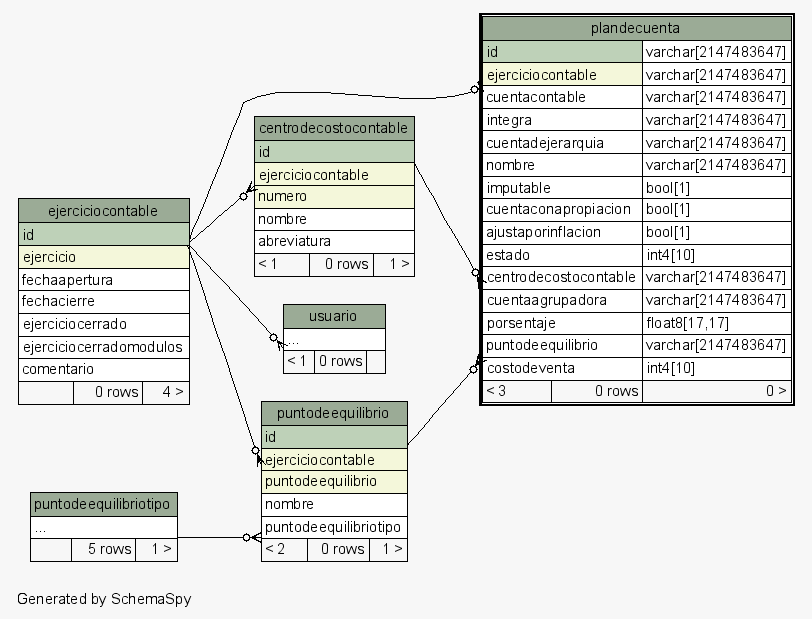 plandecuenta
id varchar[2147483647]
ejerciciocontable varchar[2147483647]
cuentacontable varchar[2147483647]
integra varchar[2147483647]
cuentadejerarquia varchar[2147483647]
nombre varchar[2147483647]
imputable bool[1]
cuentaconapropiacion bool[1]
ajustaporinflacion bool[1]
estado int4[10]
centrodecostocontable varchar[2147483647]
cuentaagrupadora varchar[2147483647]
porsentaje float8[17,17]
puntodeequilibrio varchar[2147483647]
costodeventa int4[10]
< 3 0 rows 0 >
centrodecostocontable
id
ejerciciocontable
numero
nombre
abreviatura
< 1 0 rows 1 >
ejerciciocontable
id
ejercicio
fechaapertura
fechacierre
ejerciciocerrado
ejerciciocerradomodulos
comentario
0 rows 4 >
usuario
...
< 1 0 rows
puntodeequilibrio
id
ejerciciocontable
puntodeequilibrio
nombre
puntodeequilibriotipo
< 2 0 rows 1 >
puntodeequilibriotipo
...
5 rows 1 >
Generated by SchemaSpy